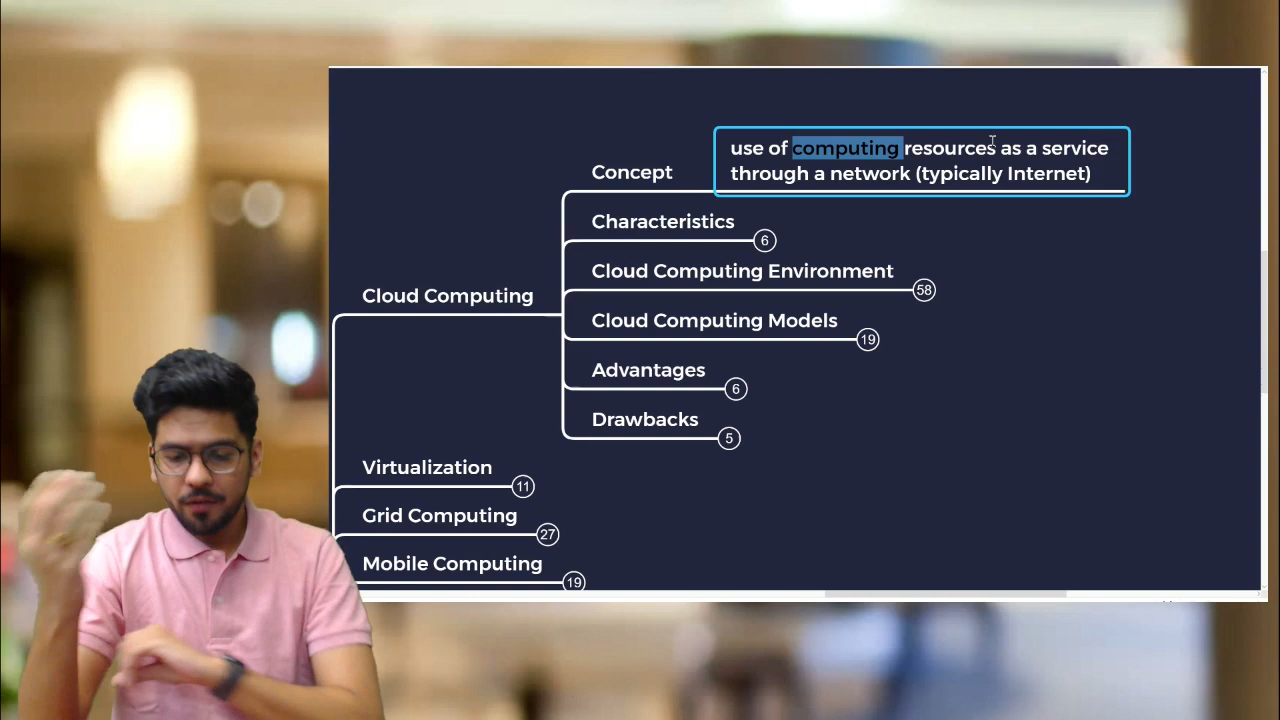 use of computing resources as a service
through a network (typically Internet)
Concept
Characteristics
6
Cloud Computing Environment
58
Cloud Computing
Cloud Computing Models
19
Advantages
6
Drawbacks
5
Virtualization
11
Grid Computing
27
Mobile Computing
19